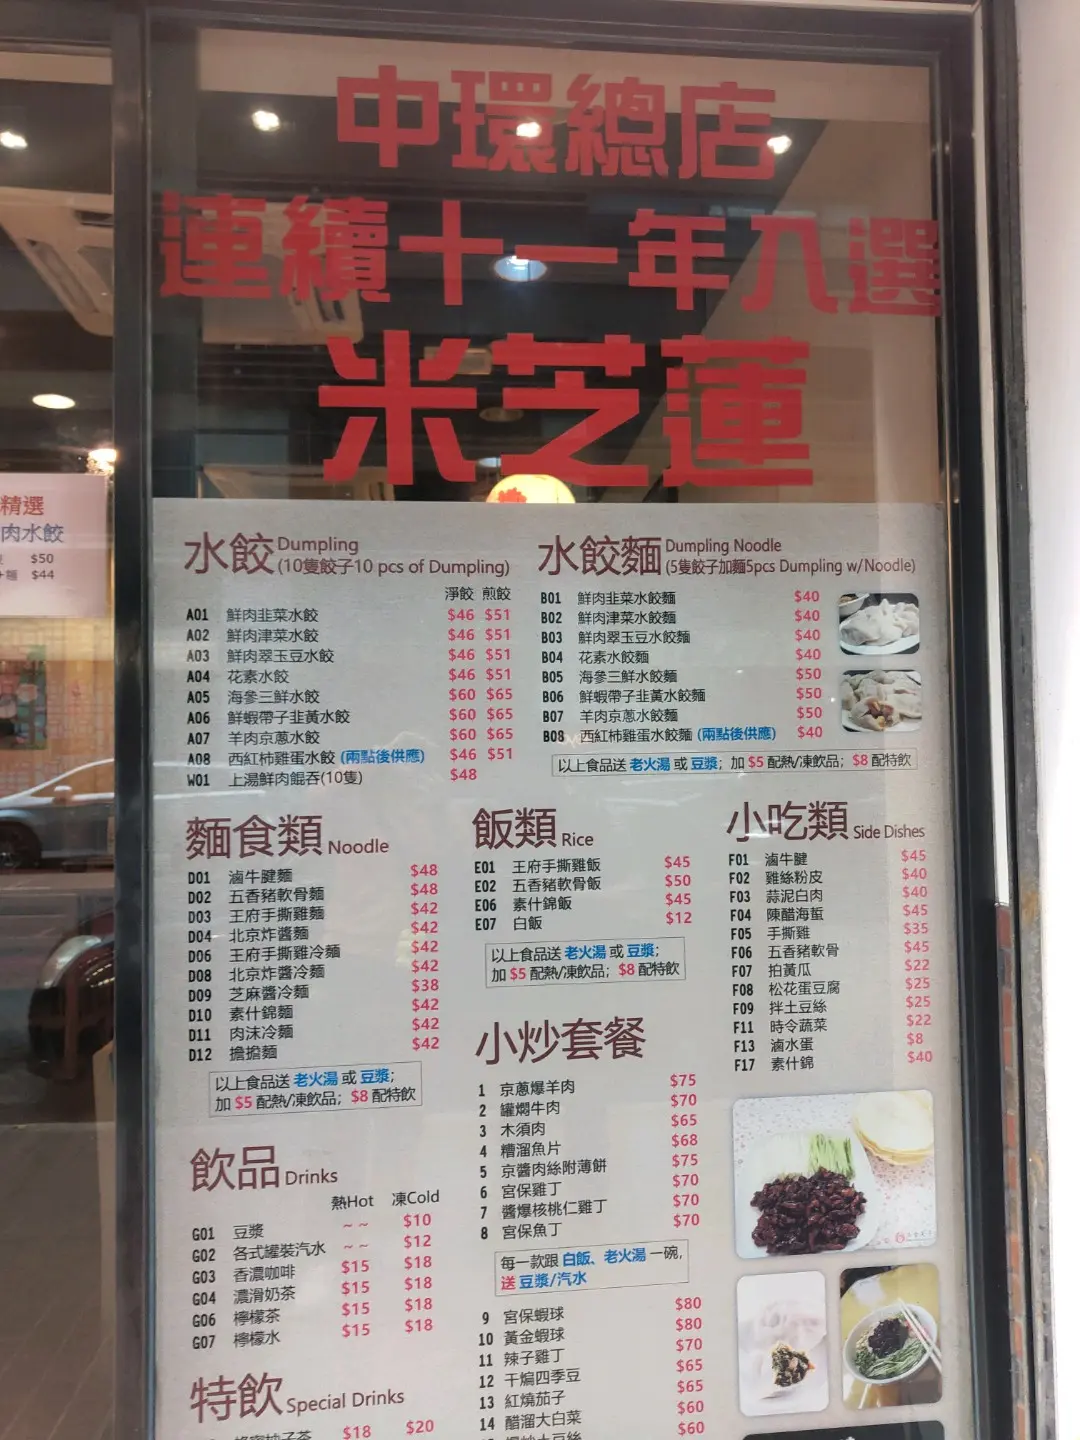 中環總店
連續十一年入選
米芝蓮
精選
肉水餃
$50
$44
水餃 Dumpling
(10隻餃子10 pcs of Dumpling)
淨餃 煎餃
A01 鮮肉韭菜水餃 $46 $51
A02 鮮肉津菜水餃 $46 $51
A03 鮮肉翠玉豆水餃 $46 $51
A04 花素水餃 $46 $51
A05 海參三鮮水餃 $60 $65
A06 鮮蝦帶子韭黃水餃 $60 $65
A07 羊肉京蔥水餃 $60 $65
A08 西紅柿雞蛋水餃 (兩點後供應) $46 $51
W01 上湯鮮肉餛吞(10隻) $48
水餃麵 Dumpling Noodle
(5隻餃子加麵5pcs Dumpling w/Noodle)
B01 鮮肉韭菜水餃麵 $40
B02 鮮肉津菜水餃麵 $40
B03 鮮肉翠玉豆水餃麵 $40
B04 花素水餃麵 $40
B05 海參三鮮水餃麵 $50
B06 鮮蝦帶子韭黃水餃麵 $50
B07 羊肉京蔥水餃麵 $50
B08 西紅柿雞蛋水餃麵 (兩點後供應) $40
以上食品送 老火湯 或 豆漿; 加 $5 配熱/凍飲品; $8 配特飲
麵食類 Noodle
D01 滷牛腱麵 $48
D02 五香豬軟骨麵 $48
D03 王府手撕雞麵 $42
D04 北京炸醬麵 $42
D06 王府手撕雞冷麵 $42
D08 北京炸醬冷麵 $42
D09 芝麻醬冷麵 $38
D10 素什錦麵 $42
D11 肉沫冷麵 $42
D12 擔擔麵 $42
以上食品送 老火湯 或 豆漿;
加 $5 配熱/凍飲品; $8 配特飲
飯類 Rice
E01 王府手撕雞飯 $45
E02 五香豬軟骨飯 $50
E06 素什錦飯 $45
E07 白飯 $12
以上食品送 老火湯 或 豆漿;
加 $5 配熱/凍飲品; $8 配特飲
小吃類 Side Dishes
F01 滷牛腱 $45
F02 雞絲粉皮 $40
F03 蒜泥白肉 $40
F04 陳醋海蜇 $45
F05 手撕雞 $35
F06 五香豬軟骨 $45
F07 拍黃瓜 $22
F08 松花蛋豆腐 $25
F09 拌土豆絲 $25
F11 時令蔬菜 $22
F13 滷水蛋 $8
F17 素什錦 $40
小炒套餐
1 京蔥爆羊肉 $75
2 罐燜牛肉 $70
3 木須肉 $65
4 糟溜魚片 $68
5 京醬肉絲附薄餅 $75
6 宮保雞丁 $70
7 醬爆核桃仁雞丁 $70
8 宮保魚丁 $70
每一款跟 白飯、老火湯 一碗,
送 豆漿/汽水
9 宮保蝦球 $80
10 黃金蝦球 $80
11 辣子雞丁 $70
12 干煸四季豆 $65
13 紅燒茄子 $65
14 醋溜大白菜 $60
$60
飲品 Drinks
熱Hot 凍Cold
G01 豆漿 ~ ~ $10
G02 各式罐裝汽水 ~ ~ $12
G03 香濃咖啡 $15 $18
G04 濃滑奶茶 $15 $18
G06 檸檬茶 $15 $18
G07 檸檬水 $15 $18
特飲 Special Drinks
蜂蜜柚子茶 $18 $20